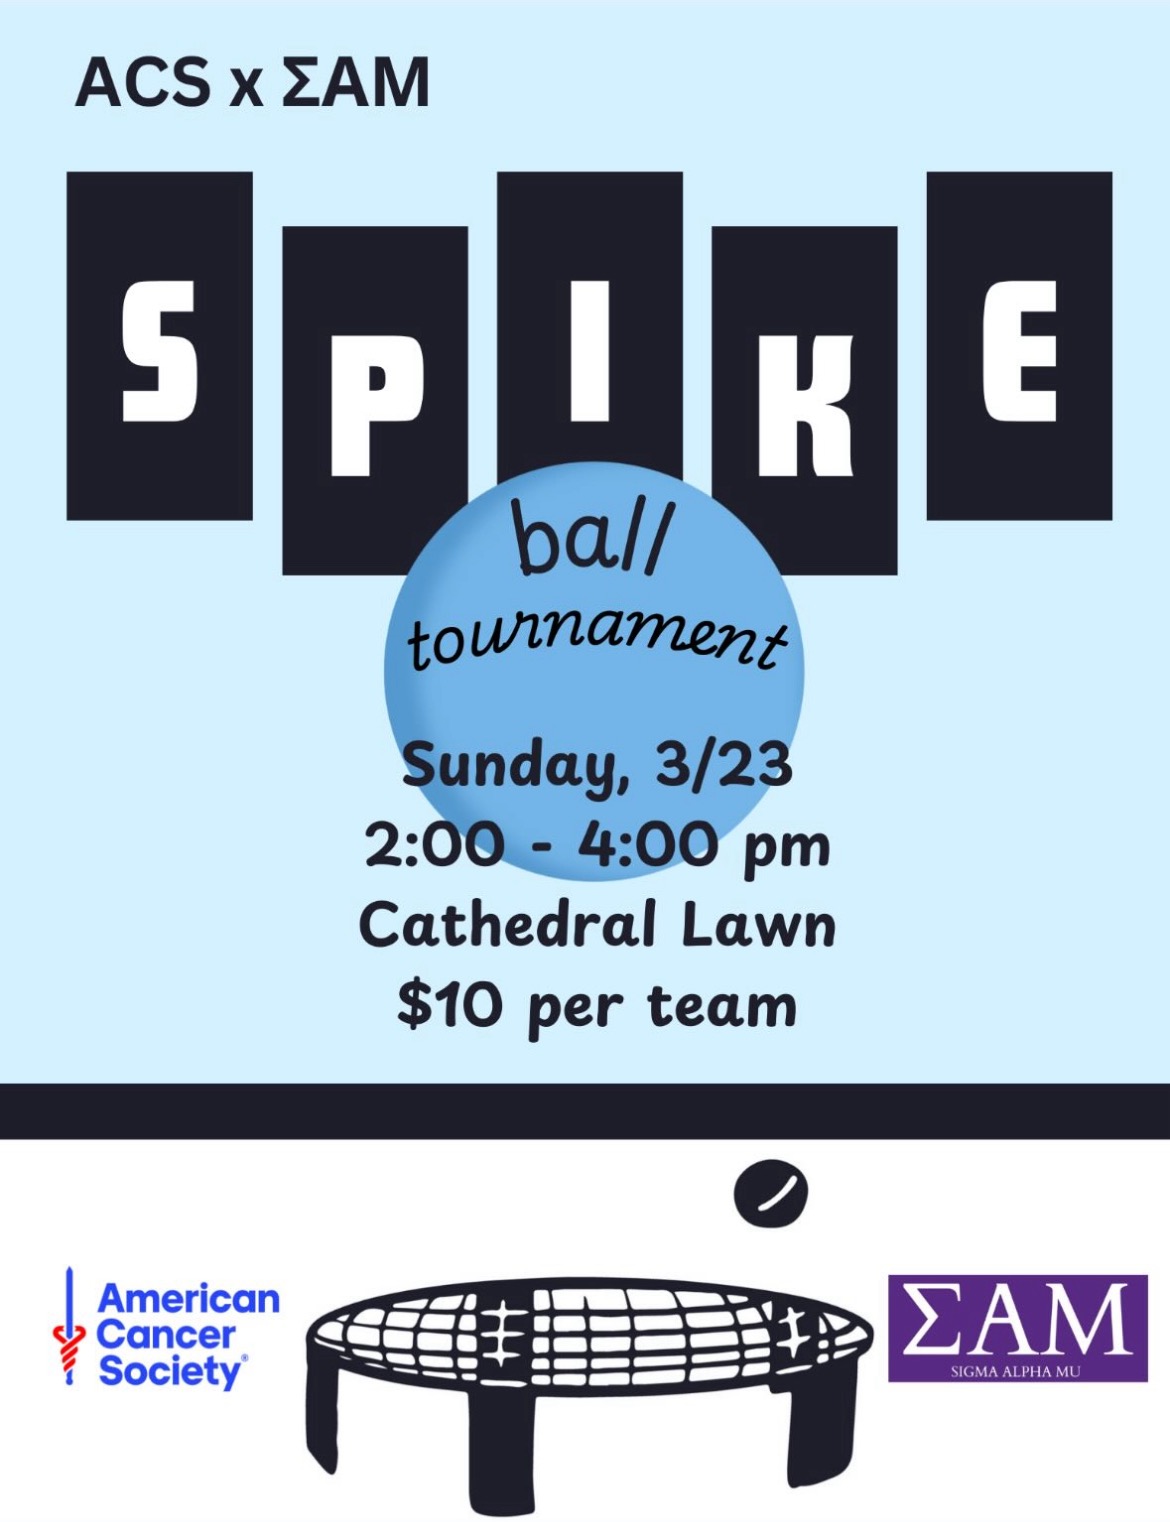 ACS x ΣAM
SPIKE
ball
tournament
Sunday, 3/23
2:00 - 4:00 pm
Cathedral Lawn
$10 per team
American
Cancer
Society®
ΣAM
SIGMA ALPHA MU